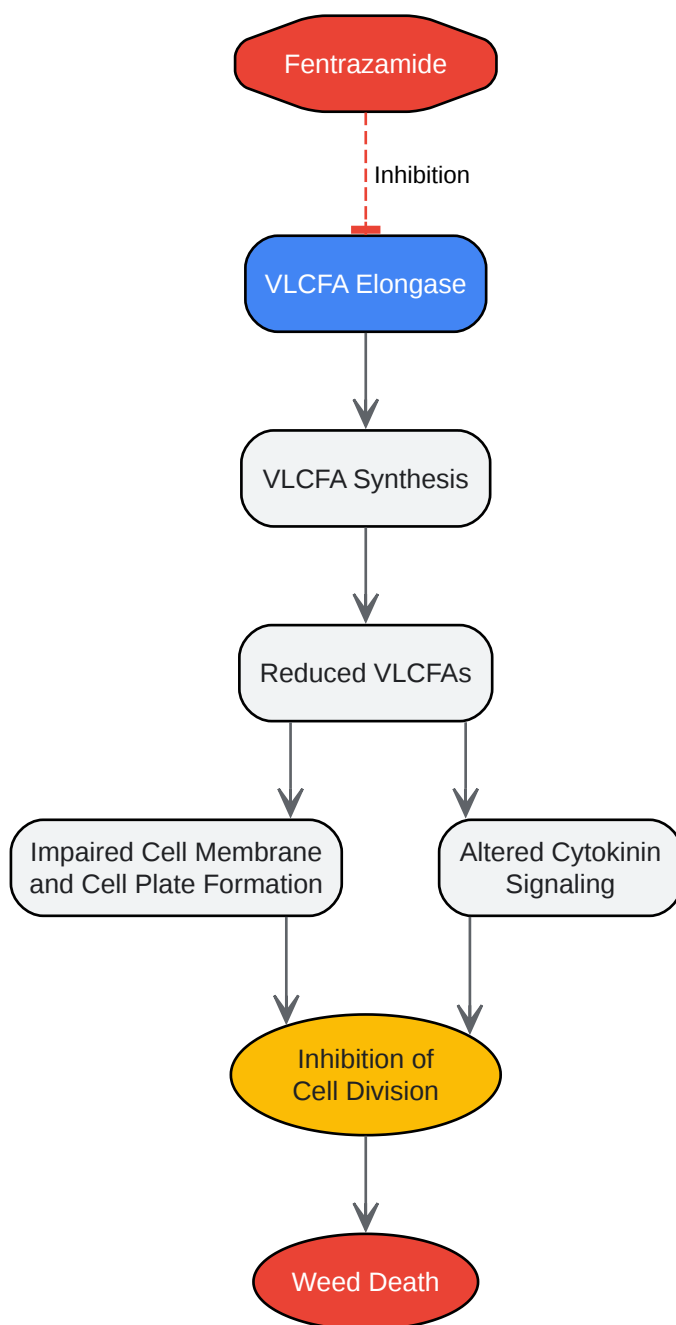 Fentrazamide
Inhibition
VLCFA Elongase
VLCFA Synthesis
Reduced VLCFAs
Impaired Cell Membrane
and Cell Plate Formation
Altered Cytokinin
Signaling
Inhibition of
Cell Division
Weed Death